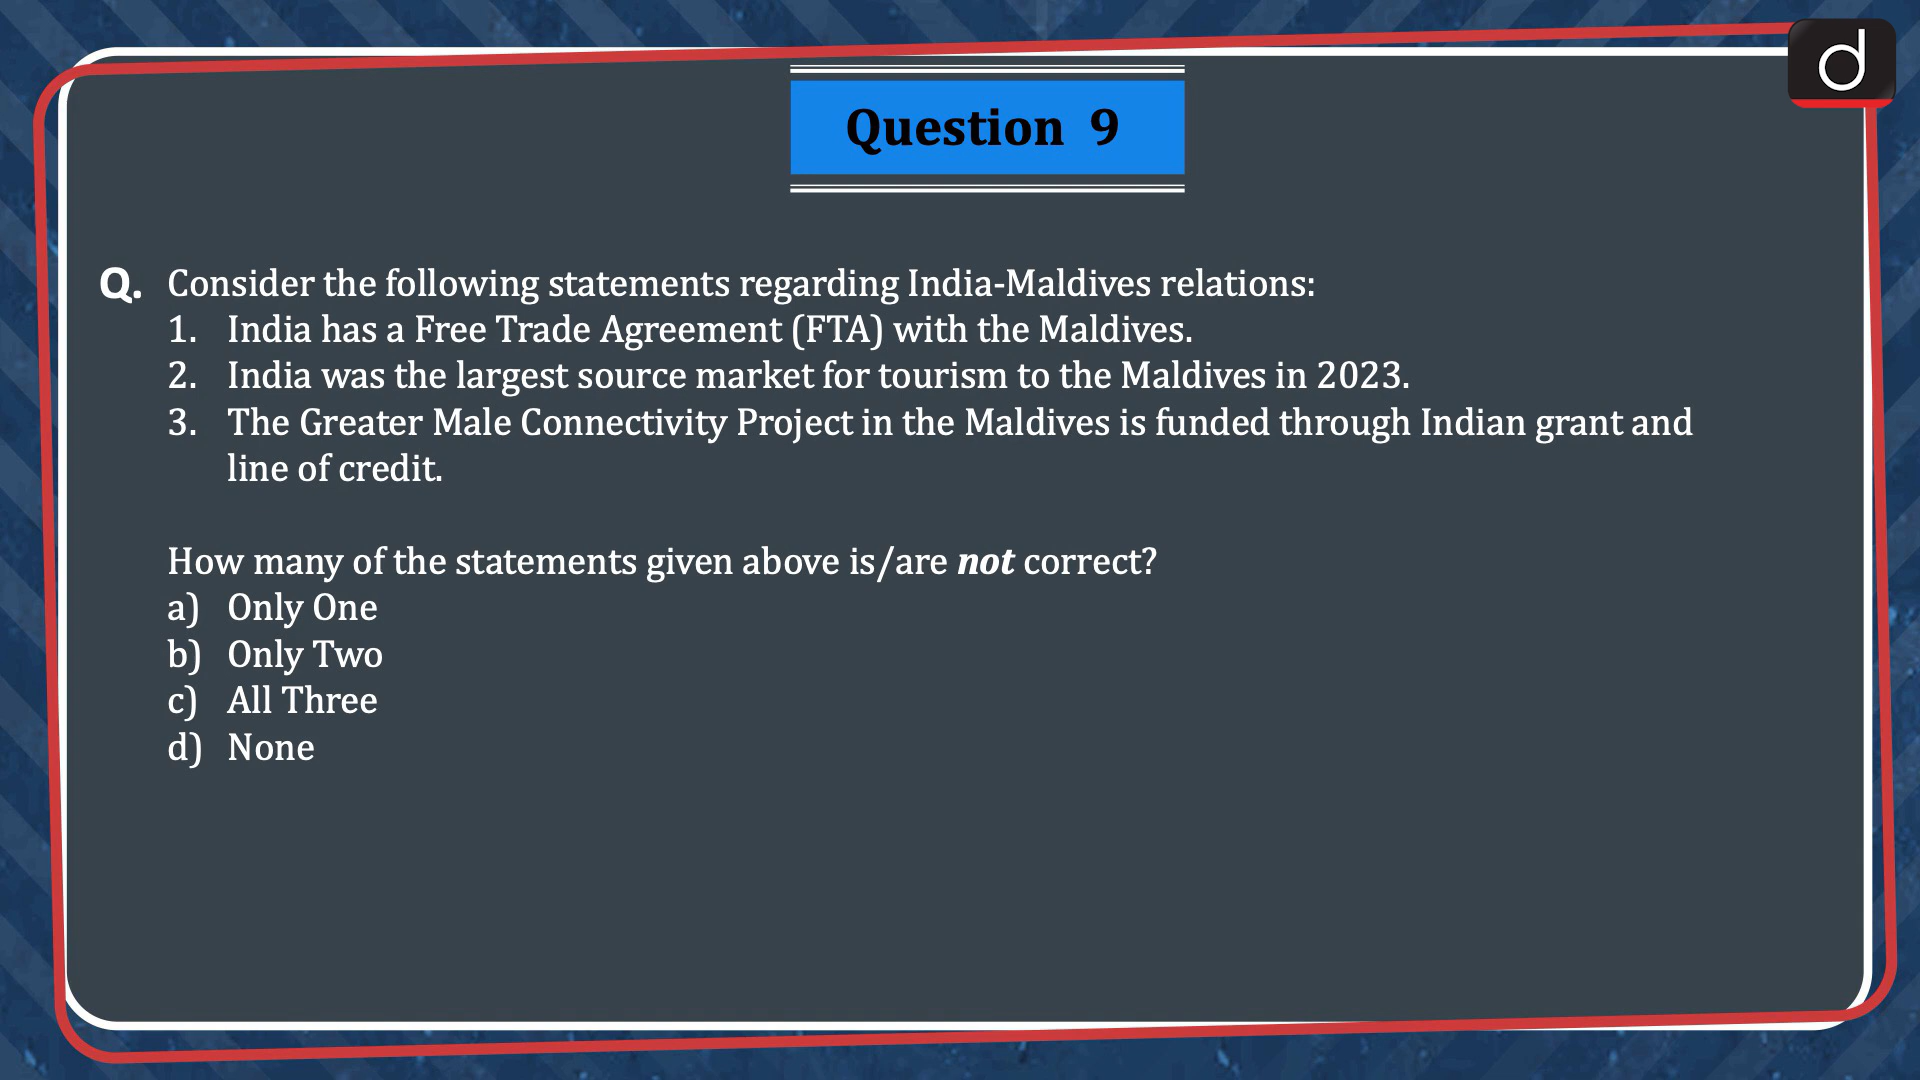 d
Question 9
Q. Consider the following statements regarding India-Maldives relations:
1. India has a Free Trade Agreement (FTA) with the Maldives.
2. India was the largest source market for tourism to the Maldives in 2023.
3. The Greater Male Connectivity Project in the Maldives is funded through Indian grant and
line of credit.
How many of the statements given above is/are not correct?
a) Only One
b) Only Two
c) All Three
d) None